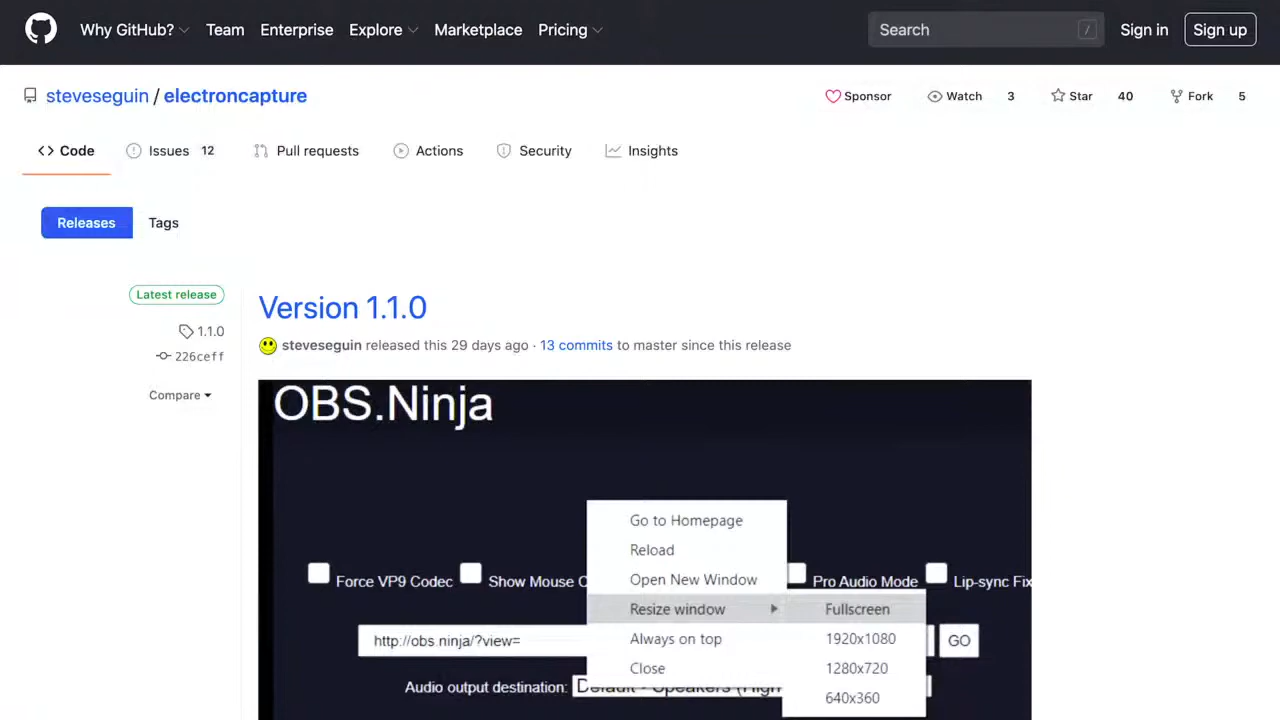 Why GitHub? Team Enterprise Explore Marketplace Pricing Search / Sign in Sign up
steveseguin / electroncapture Sponsor Watch 3 Star 40 Fork 5
<> Code Issues 12 Pull requests Actions Security Insights
Releases Tags
Latest release
1.1.0
226ceff
Compare
Version 1.1.0
steveseguin released this 29 days ago · 13 commits to master since this release
OBS.Ninja
Go to Homepage
Reload
Open New Window
Resize window
Always on top
Close
Fullscreen
1920x1080
1280x720
640x360
Force VP9 Codec Show Mouse Pro Audio Mode Lip-sync Fix
http://obs.ninja/?view= GO
Audio output destination: Default - Speakers